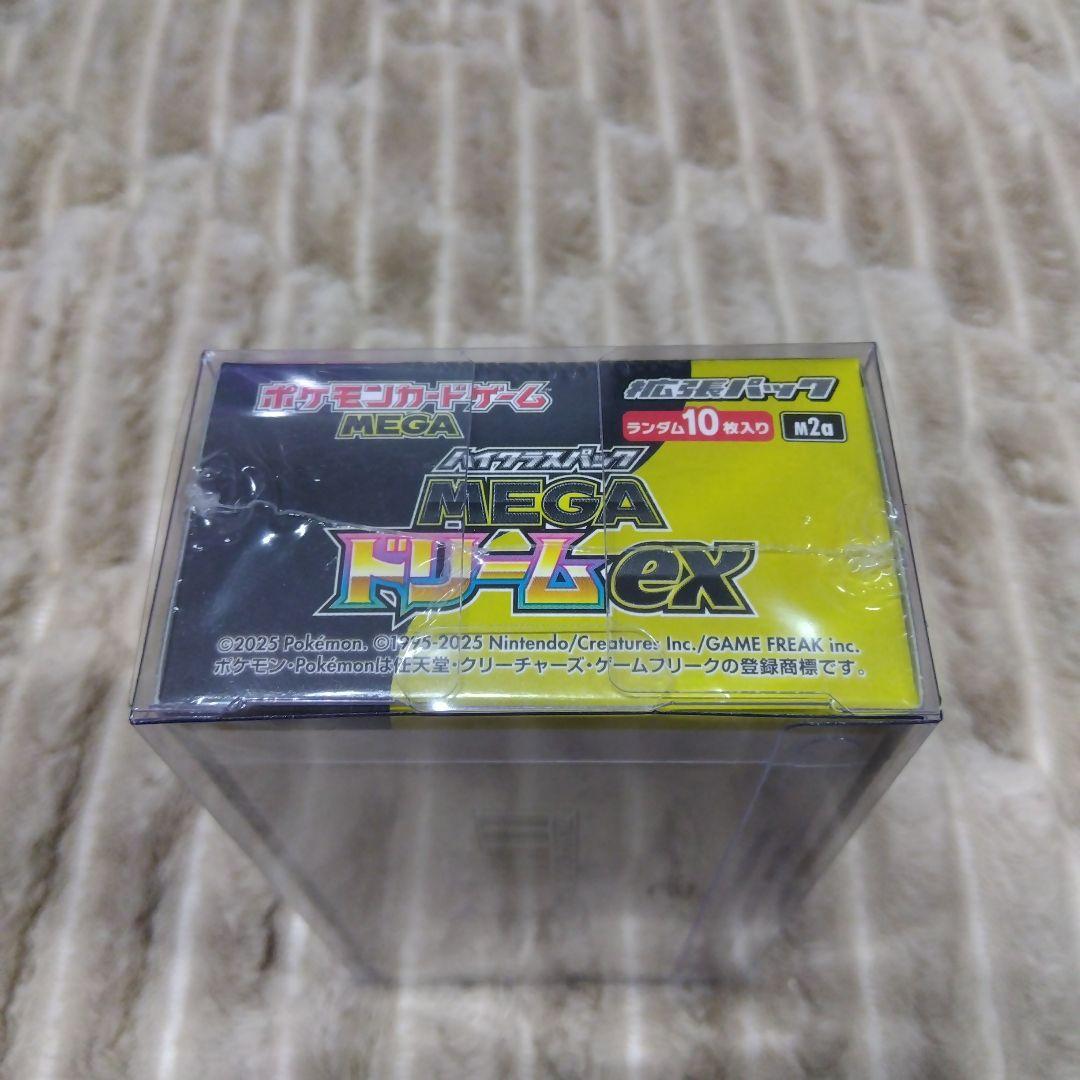 ポケモンカードゲーム
MEGA
拡張パック
ランダム10枚入り M2a
ハイクラスパック
MEGA
ドリームex
©2025 Pokémon. ©1995-2025 Nintendo/Creatures Inc./GAME FREAK inc.
ポケモン・Pokémonは任天堂・クリーチャーズ・ゲームフリークの登録商標です。